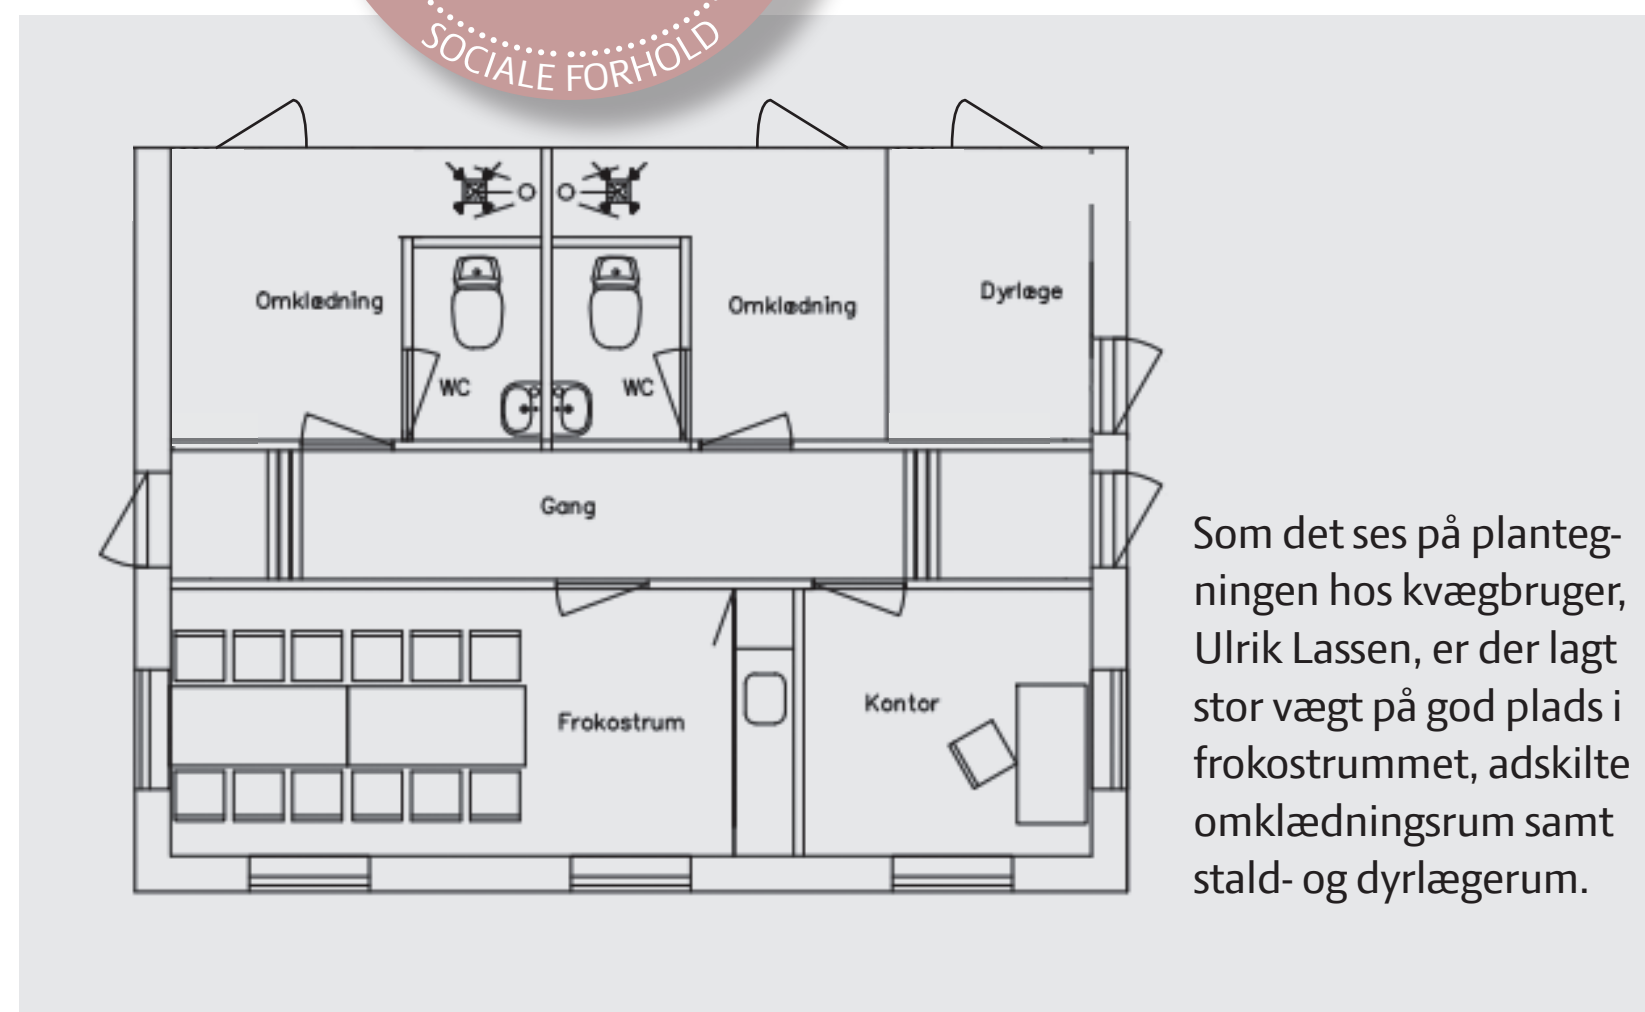 SOCIALE FORHOLD
Omklædning
Omklædning
Dyrlæge
WC
WC
Gang
Frokostrum
Kontor
Som det ses på planteg-
ningen hos kvægbruger,
Ulrik Lassen, er der lagt
stor vægt på god plads i
frokostrummet, adskilte
omklædningsrum samt
stald- og dyrlægerum.